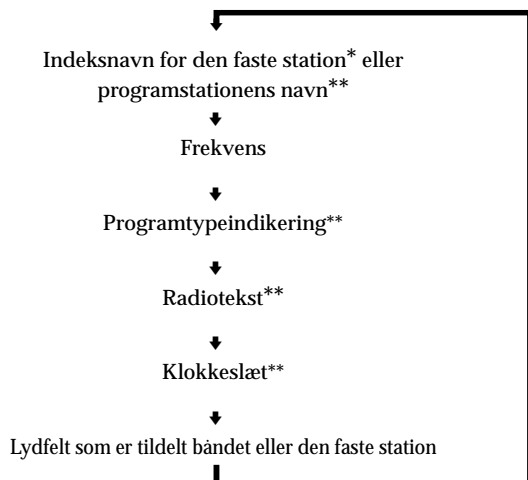 Indeksnavn for den faste station* eller
programstationens navn**
Frekvens
Programtypeindikering**
Radiotekst**
Klokkeslæt**
Lydfelt som er tildelt båndet eller den faste station